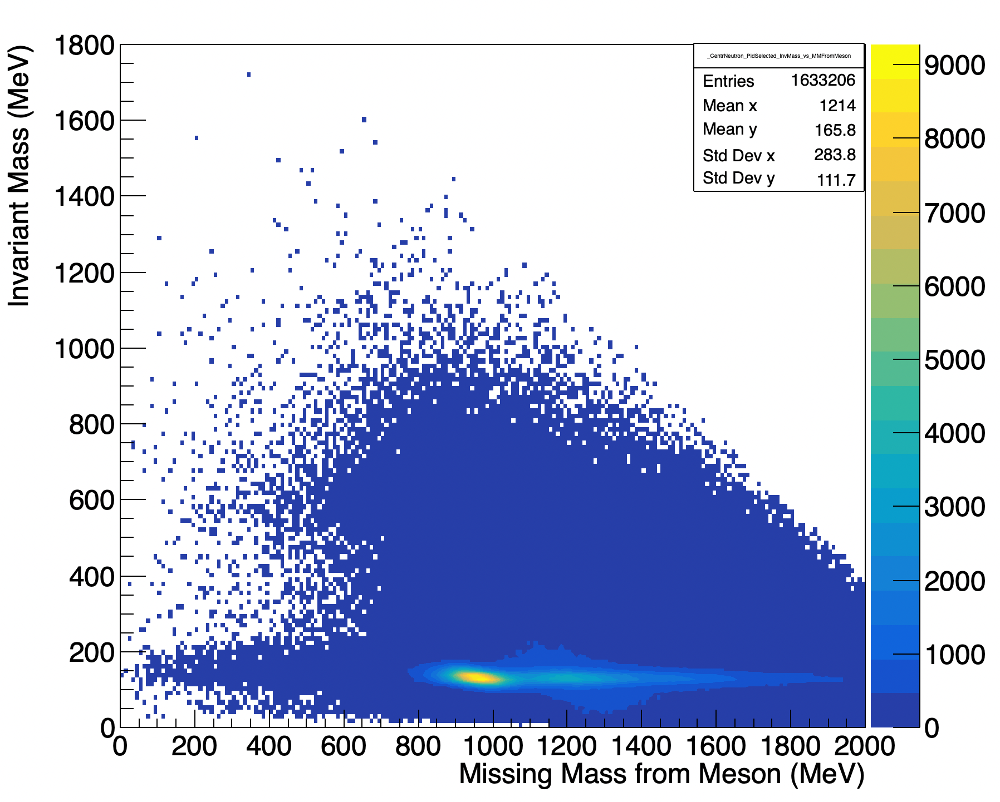 _CentrNeutron_PidSelected_InvMass_vs_MMFromMeson
Entries 1633206
Mean x 1214
Mean y 165.8
Std Dev x 283.8
Std Dev y 111.7
Invariant Mass (MeV)
1800
1600
1400
1200
1000
800
600
400
200
0
0 200 400 600 800 1000 1200 1400 1600 1800 2000
Missing Mass from Meson (MeV)
9000
8000
7000
6000
5000
4000
3000
2000
1000
0